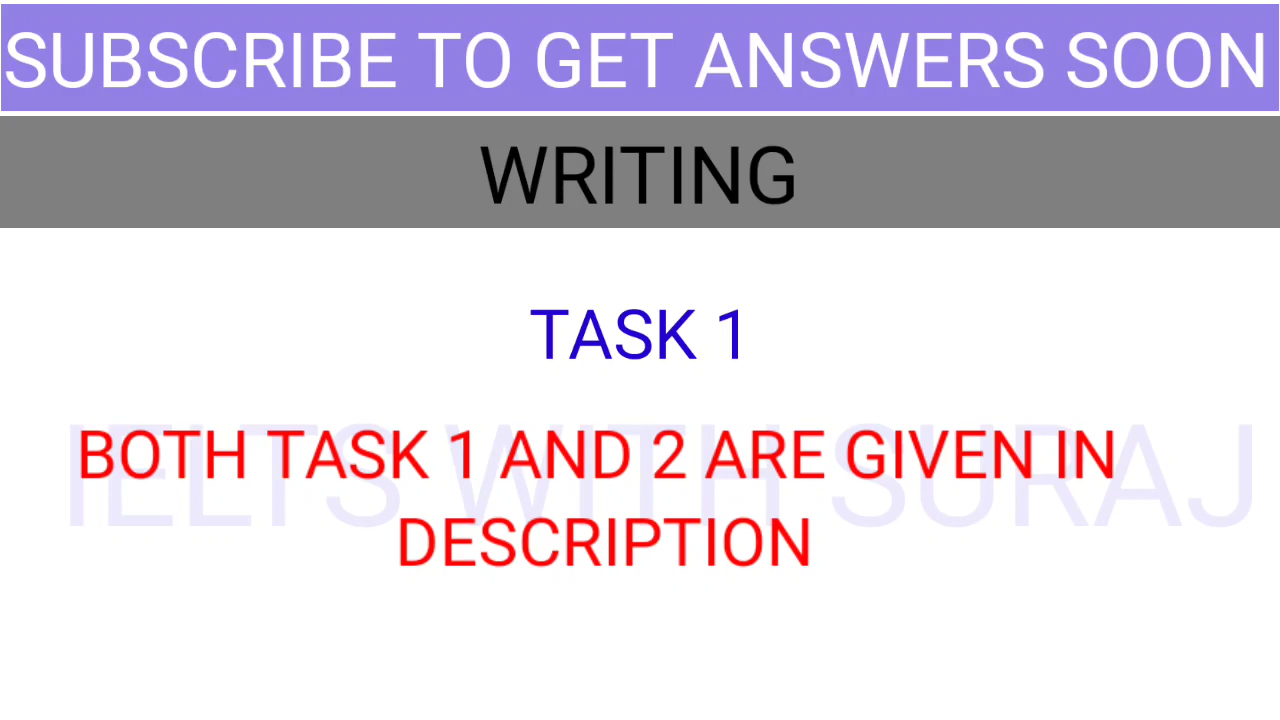 SUBSCRIBE TO GET ANSWERS SOON
WRITING
TASK 1
BOTH TASK 1 AND 2 ARE GIVEN IN
IELTS WITH SURAJ
DESCRIPTION